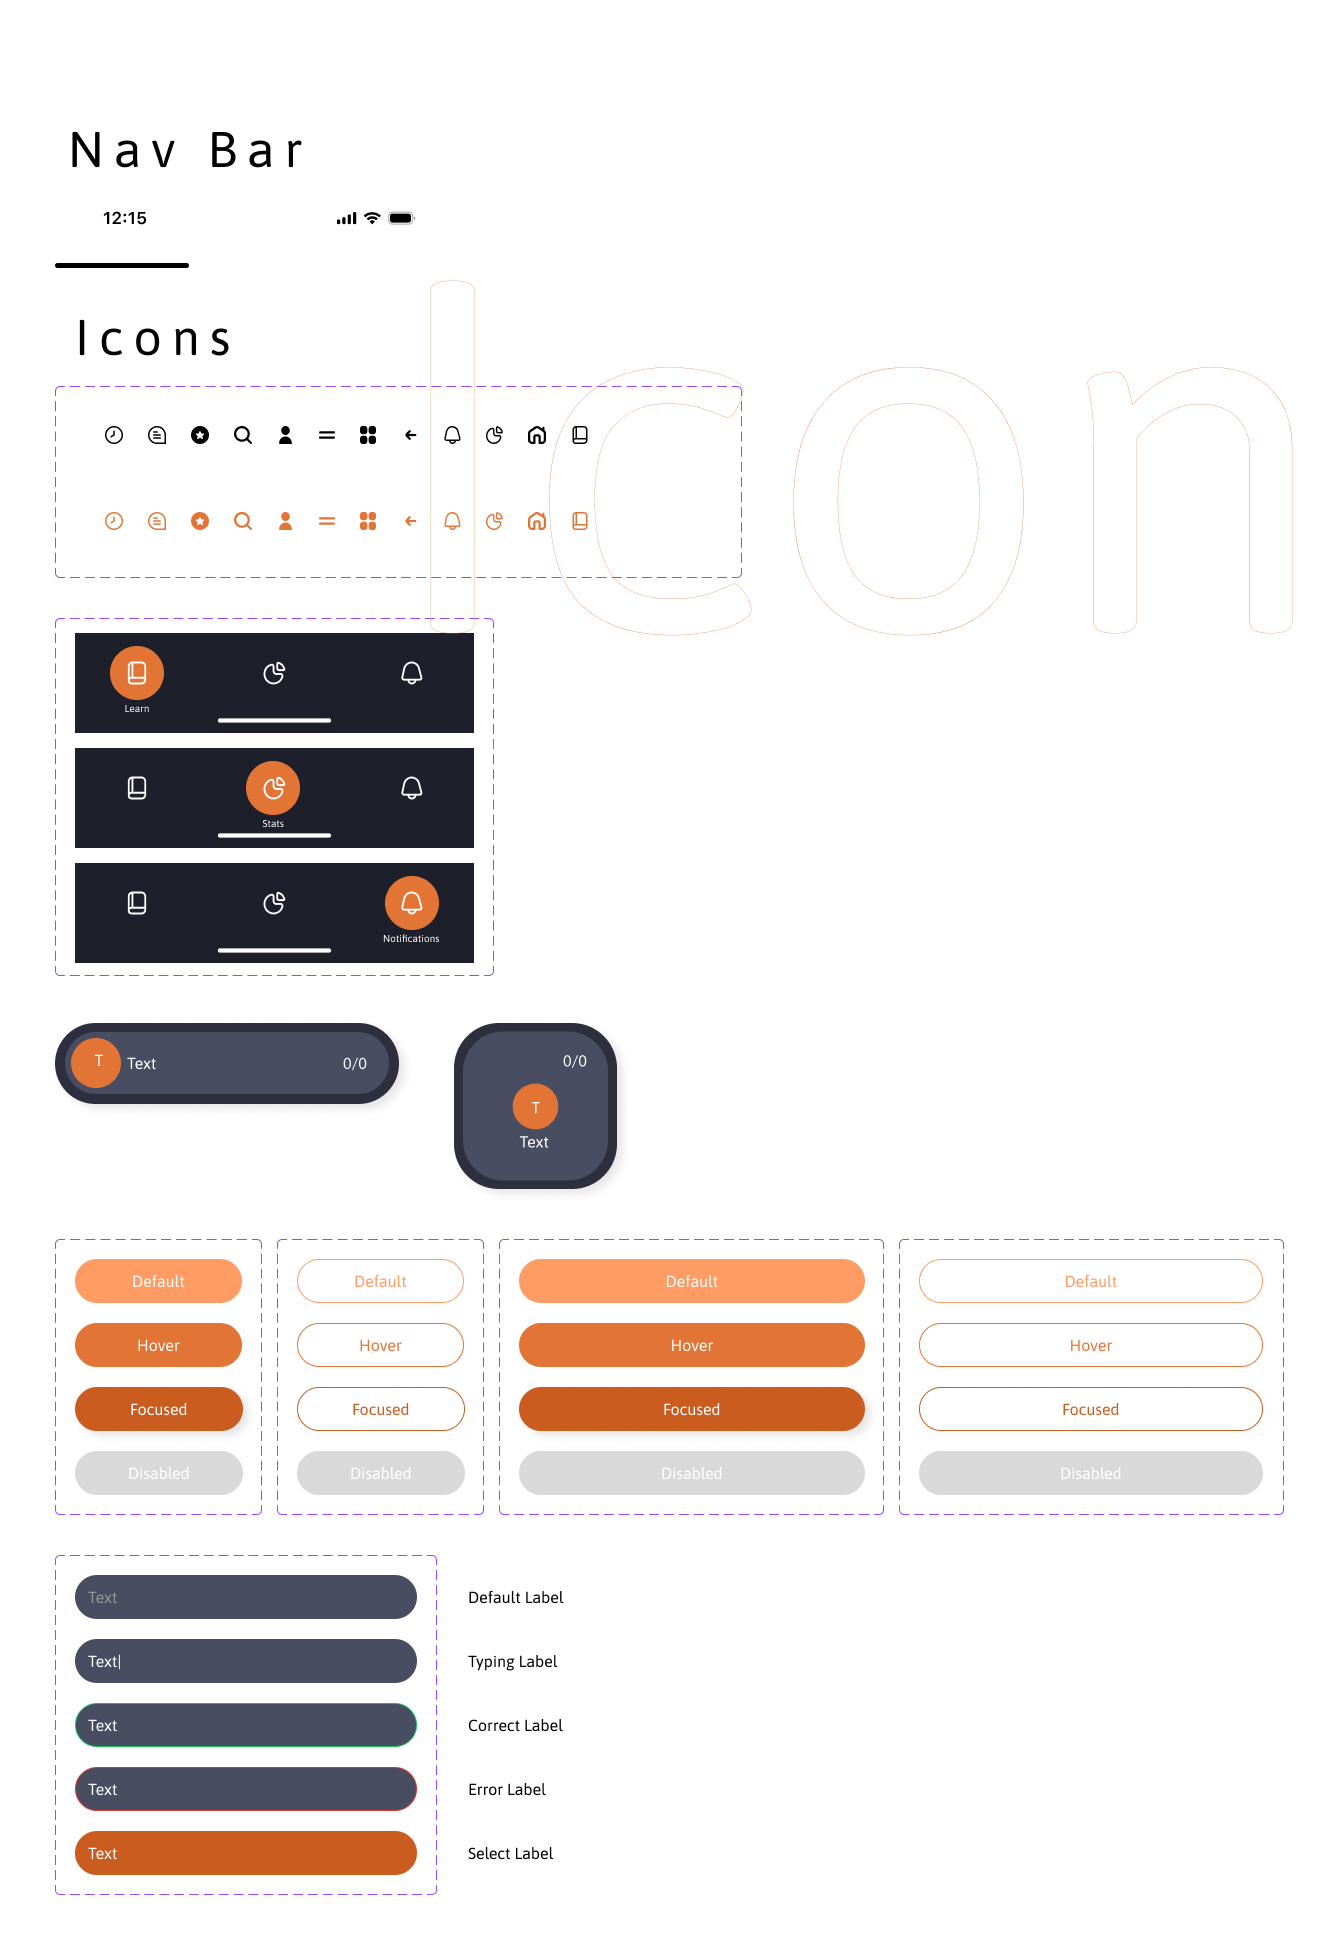 Nav Bar
12:15
Icon
Icons
Learn
Stats
Notifications
T Text 0/0
0/0
T
Text
Default Default Default Default
Hover Hover Hover Hover
Focused Focused Focused Focused
Disabled Disabled Disabled Disabled
Text Default Label
Text| Typing Label
Text Correct Label
Text Error Label
Text Select Label